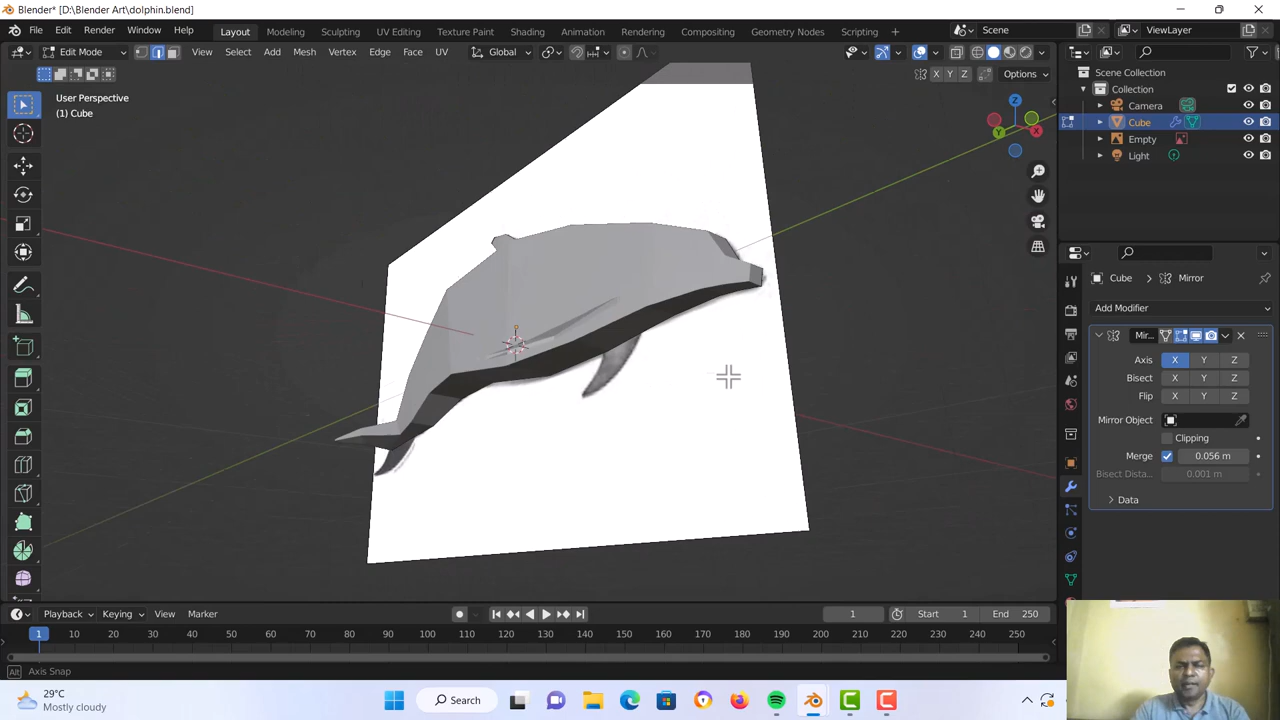 Blender* [D:\Blender Art\dolphin.blend]
File Edit Render Window Help Layout Modeling Sculpting UV Editing Texture Paint Shading Animation Rendering Compositing Geometry Nodes Scripting + Scene ViewLayer
Edit Mode View Select Add Mesh Vertex Edge Face UV Global
X Y Z Options
User Perspective
(1) Cube
Z
Y
X
Scene Collection
Collection
Camera
Cube
Empty
Light
Cube Mirror
Add Modifier
Mir...
Axis X Y Z
Bisect X Y Z
Flip X Y Z
Mirror Object
Clipping
Merge 0.056 m
Bisect Dista... 0.001 m
Data
Playback Keying View Marker 1 Start 1 End 250
1 10 20 30 40 50 60 70 80 90 100 110 120 130 140 150 160 170 180 190 200 210 220 230 240 250
Alt Axis Snap
29°C
Mostly cloudy
Search